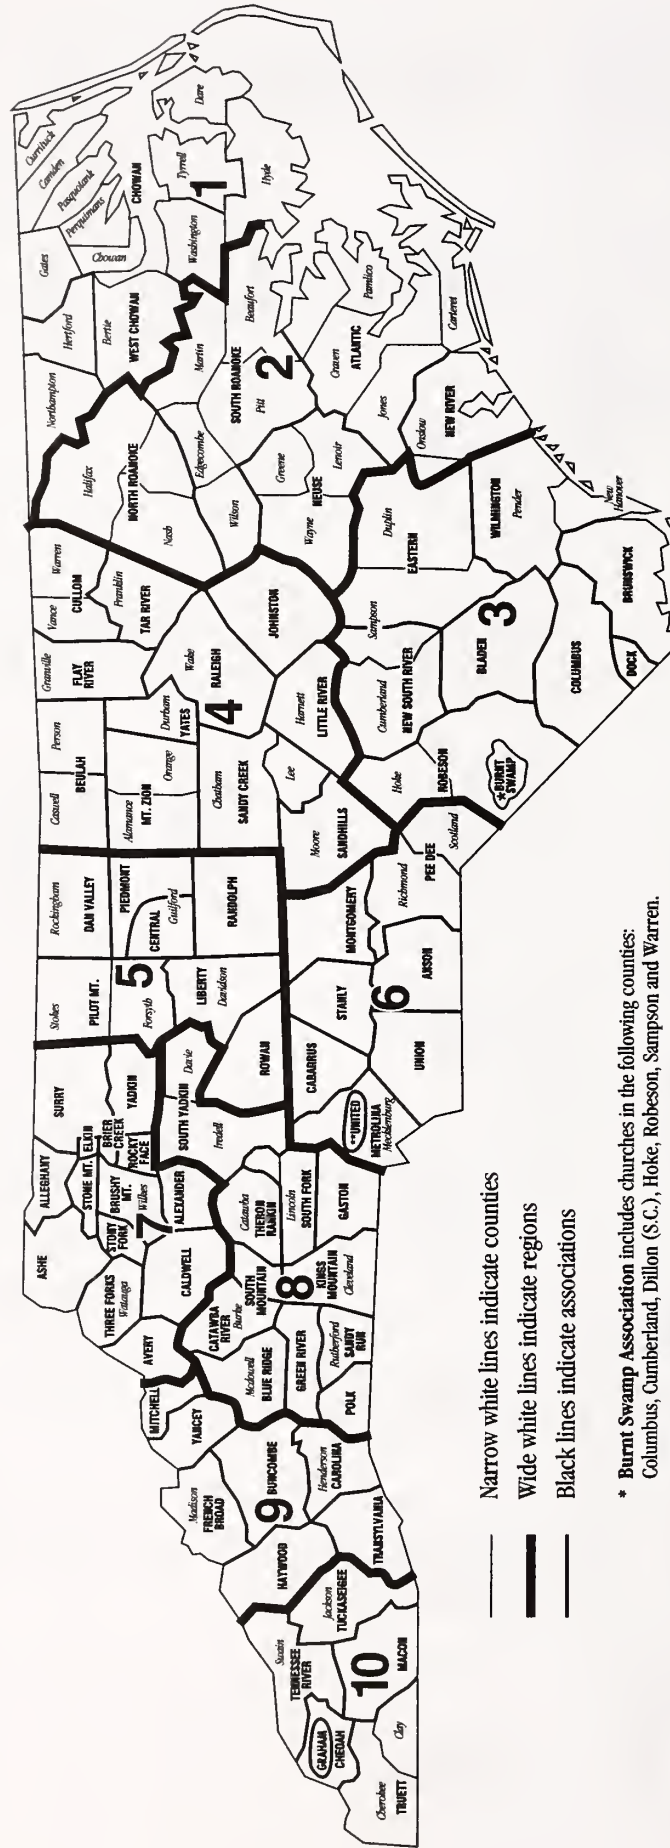 Cherokee
TRUETT
Clay
GRAHAM
CHEOAH
Swain
TENNESSEE
RIVER
10
MACON
Jackson
TUCKASEIGEE
HAYWOOD
TRANSYLVANIA
Madison
FRENCH
BROAD
9
BUNCOMBE
Henderson
CAROLINA
YANCEY
MITCHELL
AVERY
POLK
Mcdowell
BLUE RIDGE
GREEN RIVER
Rutherford
SANDY
RUN
CATAWBA
RIVER
Burke
SOUTH
MOUNTAIN
8
KINGS
MOUNTAIN
Cleveland
Catawba
THERON
RANKIN
Lincoln
SOUTH FORK
GASTON
ASHE
ALLEGHANY
SURRY
THREE FORKS
Watauga
STONY
FORK
STONE MT.
ELKIN
BRUSHY
MT.
Wilkes
BRIER
CREEK
ROCKY
FACE
YADKIN
7
CALDWELL
ALEXANDER
SOUTH YADKIN
Iredell
Davie
Stokes
PILOT MT.
5
Forsyth
Rockingham
DAN VALLEY
PIEDMONT
CENTRAL
Guilford
LIBERTY
Davidson
RANDOLPH
ROWAN
CABARRUS
STANLY
MONTGOMERY
**UNITED
METROLINA
Mecklenburg
6
UNION
ANSON
Richmond
PEE DEE
Scotland
Caswell
Person
BEULAH
Granville
FLAY
RIVER
Vance
Warren
CULLOM
Franklin
TAR RIVER
Alamance
MT. ZION
Orange
Durham
YATES
Wake
RALEIGH
4
Chatham
SANDY CREEK
Lee
Moore
SANDHILLS
Harnett
LITTLE RIVER
JOHNSTON
Hoke
ROBESON
*BURNT
SWAMP
Cumberland
NEW SOUTH RIVER
Sampson
Duplin
EASTERN
BLADEN
3
WILMINGTON
Pender
New
Hanover
COLUMBUS
DOCK
BRUNSWICK
Halifax
NORTH ROANOKE
Nash
Edgecombe
Wilson
Martin
SOUTH ROANOKE
Pitt
2
Beaufort
Greene
NEUSE
Wayne
Lenoir
Craven
ATLANTIC
Pamlico
Jones
Carteret
Onslow
NEW RIVER
Northampton
Hertford
Gates
Bertie
WEST CHOWAN
Currituck
Camden
Pasquotank
Perquimans
Chowan
CHOWAN
Washington
Tyrrell
1
Dare
Hyde
Narrow white lines indicate counties
Wide white lines indicate regions
Black lines indicate associations
* Burnt Swamp Association includes churches in the following counties:
Columbus, Cumberland, Dillon (S.C.), Hoke, Robeson, Sampson and Warren.